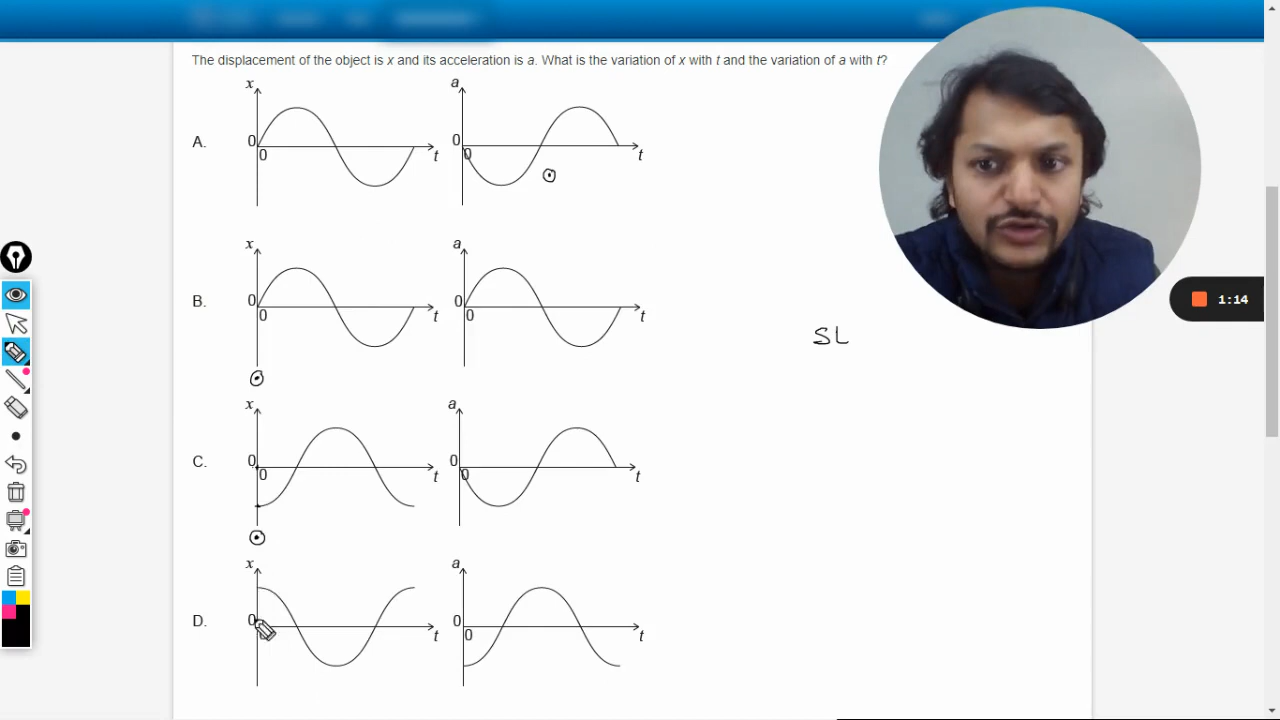 The displacement of the object is x and its acceleration is a. What is the variation of x with t and the variation of a with t?
x a
A. 0 0 t 0 0 t
x a
B. 0 0 t 0 0 t
1:14
SL
x a
C. 0 0 t 0 0 t
x a
D. 0 t 0 0 t